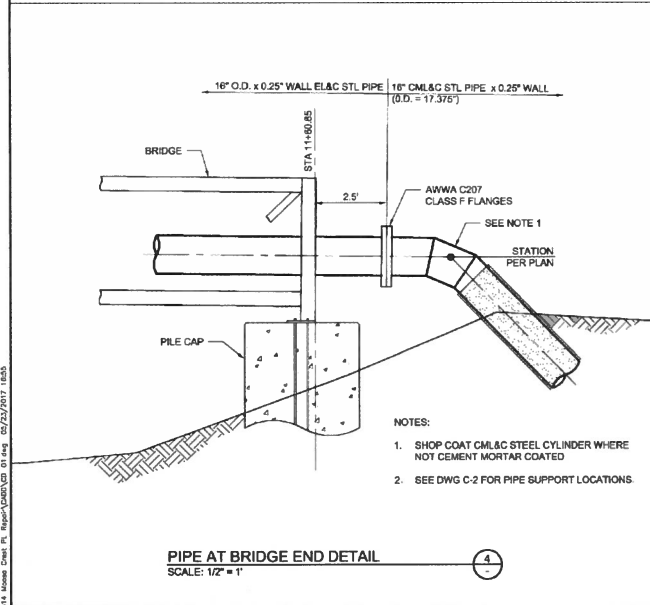 16" O.D. x 0.25" WALL EL&C STL PIPE
16" CML&C STL PIPE x 0.25" WALL
(O.D. = 17.375")
STA 11+60.85
BRIDGE
2.5'
AWWA C207
CLASS F FLANGES
SEE NOTE 1
STATION
PER PLAN
PILE CAP
NOTES:
1. SHOP COAT CML&C STEEL CYLINDER WHERE
NOT CEMENT MORTAR COATED
2. SEE DWG C-2 FOR PIPE SUPPORT LOCATIONS.
PIPE AT BRIDGE END DETAIL
SCALE: 1/2" = 1'
4
-